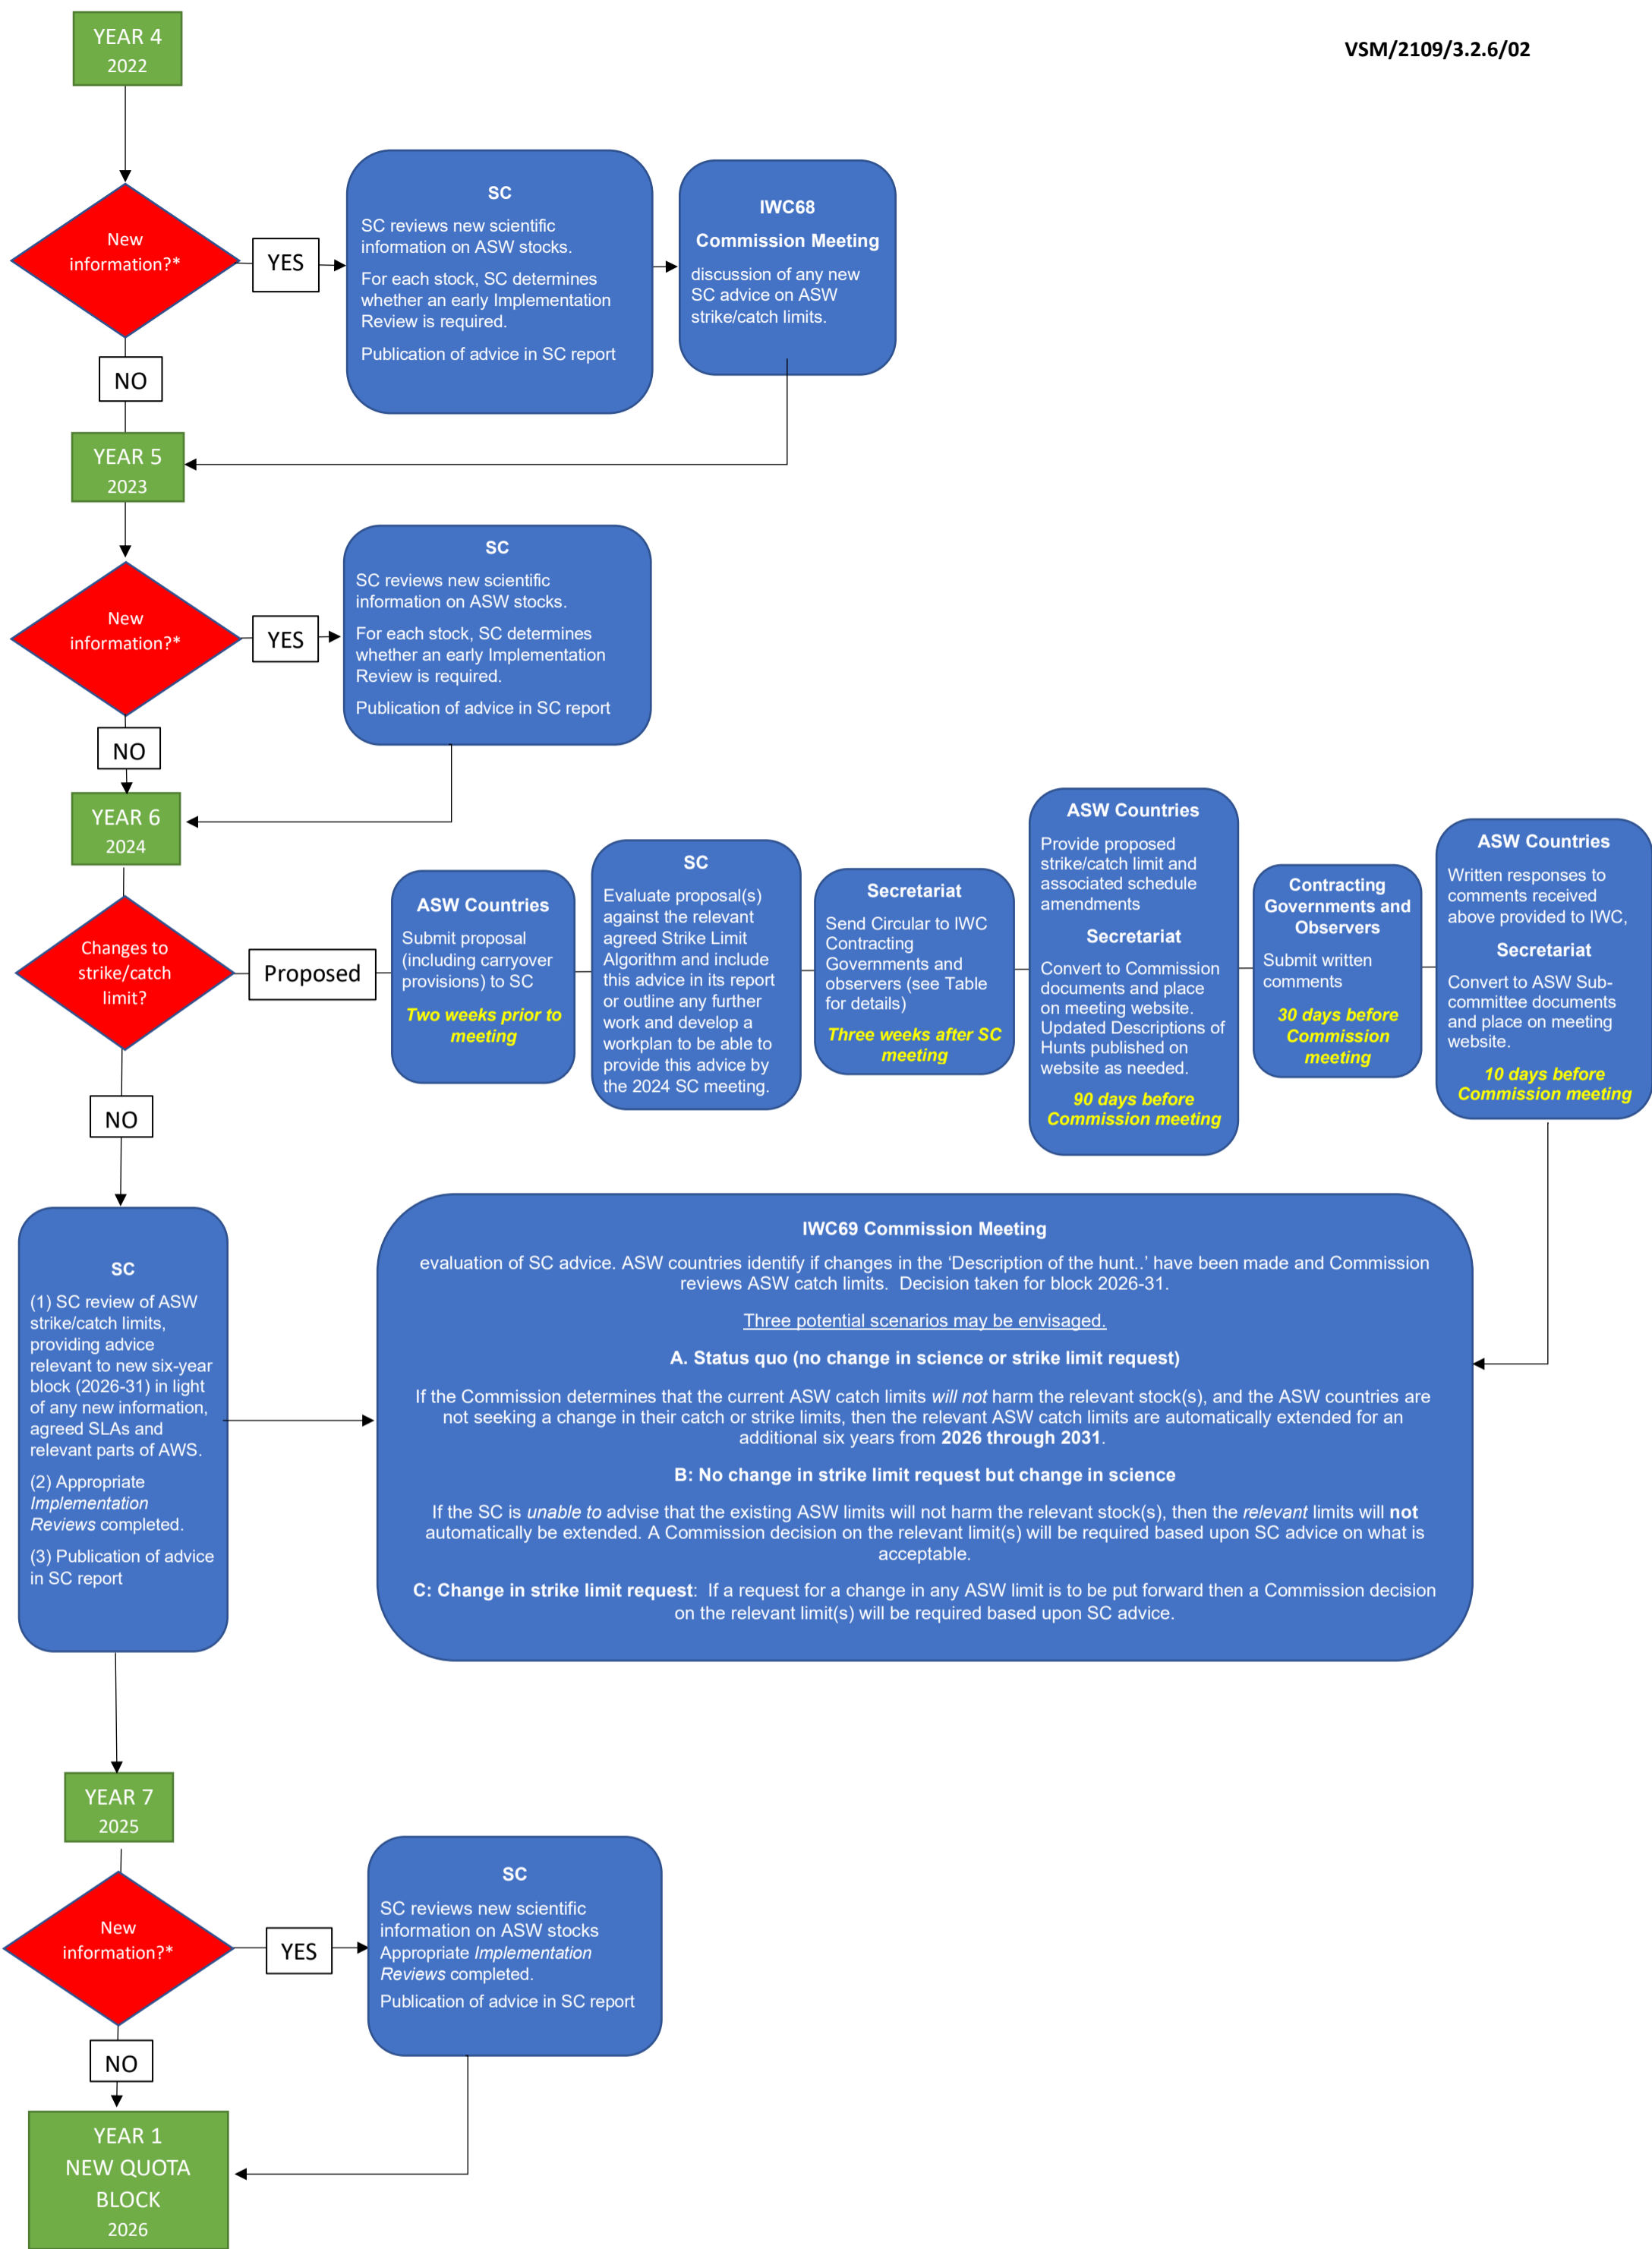 VSM/2109/3.2.6/02
YEAR 4
2022
New
information?*
YES
SC
SC reviews new scientific
information on ASW stocks.
For each stock, SC determines
whether an early Implementation
Review is required.
Publication of advice in SC report
IWC68
Commission Meeting
discussion of any new
SC advice on ASW
strike/catch limits.
NO
YEAR 5
2023
New
information?*
YES
SC
SC reviews new scientific
information on ASW stocks.
For each stock, SC determines
whether an early Implementation
Review is required.
Publication of advice in SC report
NO
YEAR 6
2024
Changes to
strike/catch
limit?
Proposed
ASW Countries
Submit proposal
(including carryover
provisions) to SC
Two weeks prior to
meeting
SC
Evaluate proposal(s)
against the relevant
agreed Strike Limit
Algorithm and include
this advice in its report
or outline any further
work and develop a
workplan to be able to
provide this advice by
the 2024 SC meeting.
Secretariat
Send Circular to IWC
Contracting
Governments and
observers (see Table
for details)
Three weeks after SC
meeting
ASW Countries
Provide proposed
strike/catch limit and
associated schedule
amendments
Secretariat
Convert to Commission
documents and place
on meeting website.
Updated Descriptions of
Hunts published on
website as needed.
90 days before
Commission meeting
Contracting
Governments and
Observers
Submit written
comments
30 days before
Commission
meeting
ASW Countries
Written responses to
comments received
above provided to IWC,
Secretariat
Convert to ASW Sub-
committee documents
and place on meeting
website.
10 days before
Commission meeting
NO
SC
(1) SC review of ASW
strike/catch limits,
providing advice
relevant to new six-year
block (2026-31) in light
of any new information,
agreed SLAs and
relevant parts of AWS.
(2) Appropriate
Implementation
Reviews completed.
(3) Publication of advice
in SC report
IWC69 Commission Meeting
evaluation of SC advice. ASW countries identify if changes in the ‘Description of the hunt..’ have been made and Commission
reviews ASW catch limits.  Decision taken for block 2026-31.
Three potential scenarios may be envisaged.
A. Status quo (no change in science or strike limit request)
If the Commission determines that the current ASW catch limits will not harm the relevant stock(s), and the ASW countries are
not seeking a change in their catch or strike limits, then the relevant ASW catch limits are automatically extended for an
additional six years from 2026 through 2031.
B: No change in strike limit request but change in science
If the SC is unable to advise that the existing ASW limits will not harm the relevant stock(s), then the relevant limits will not
automatically be extended. A Commission decision on the relevant limit(s) will be required based upon SC advice on what is
acceptable.
C: Change in strike limit request:  If a request for a change in any ASW limit is to be put forward then a Commission decision
on the relevant limit(s) will be required based upon SC advice.
YEAR 7
2025
New
information?*
YES
SC
SC reviews new scientific
information on ASW stocks
Appropriate Implementation
Reviews completed.
Publication of advice in SC report
NO
YEAR 1
NEW QUOTA
BLOCK
2026